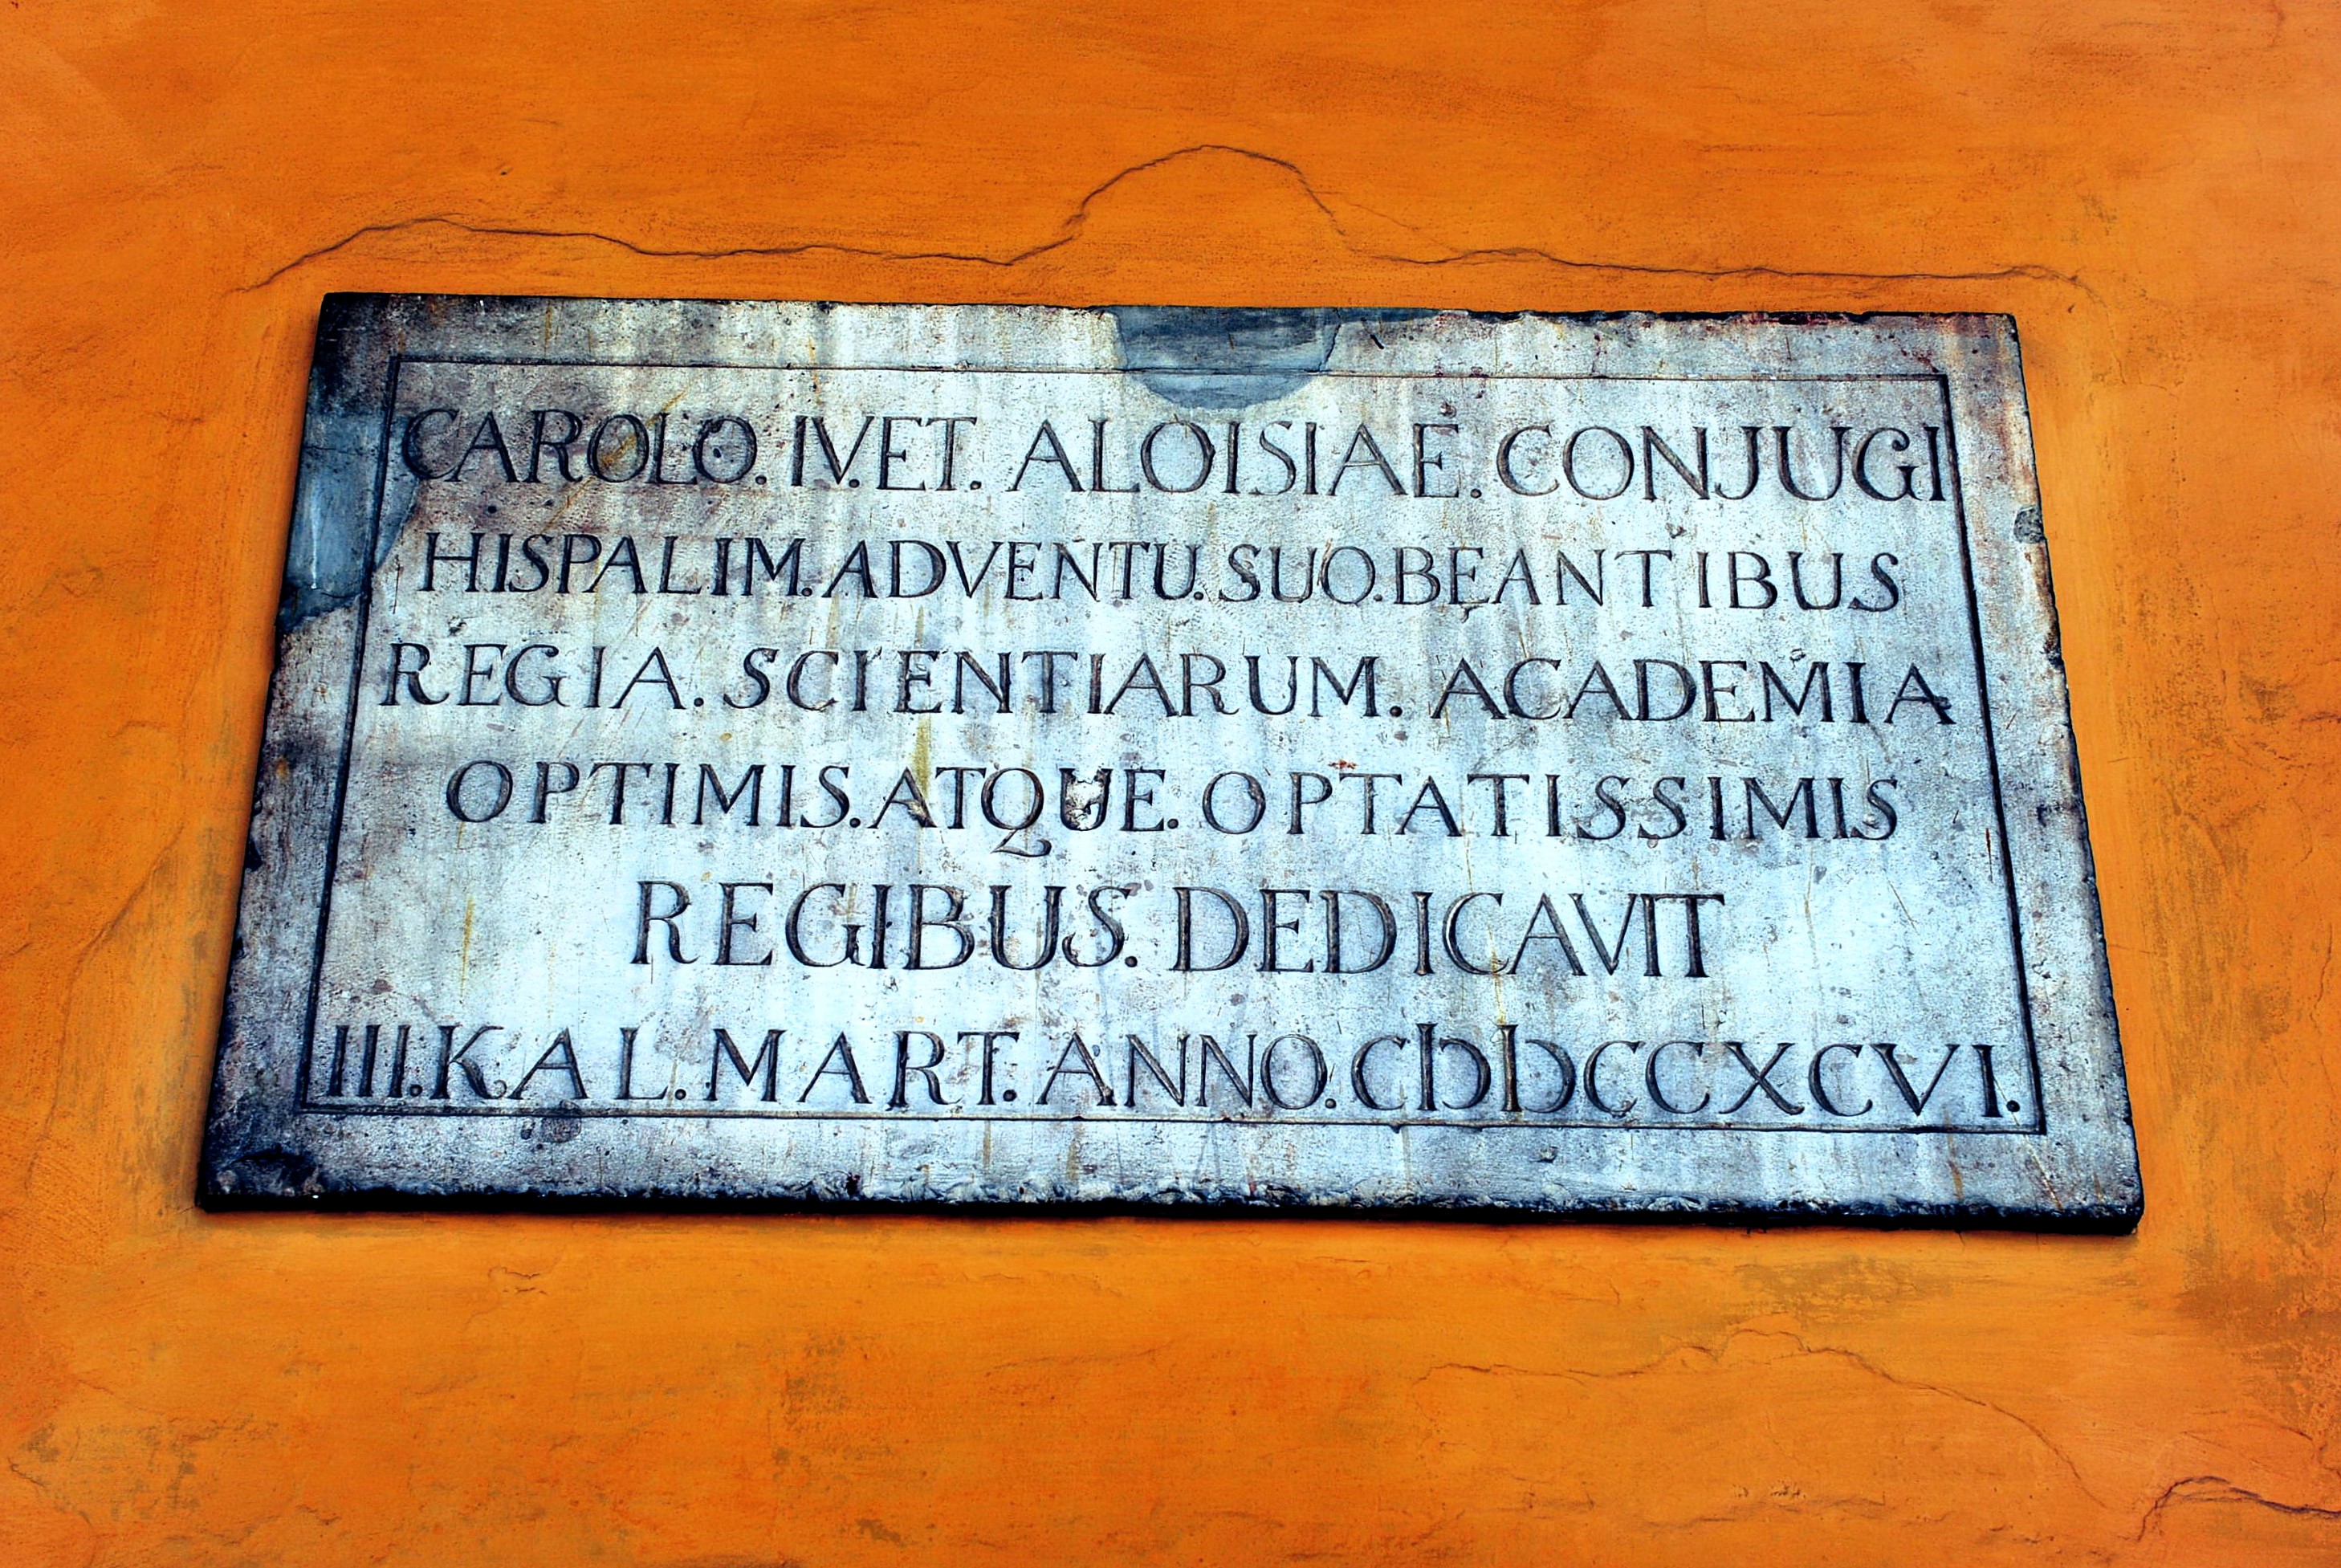 CAROLO. IV. ET. ALOISIAE. CONJUGI
HISPALIM. ADVENTU. SUO. BEANTIBUS
REGIA. SCIENTIARUM. ACADEMIA
OPTIMIS. ATQUE. OPTATISSIMIS
REGIBUS. DEDICAVIT
III. KAL. MART. ANNO. CIƆIƆCCXCVI.